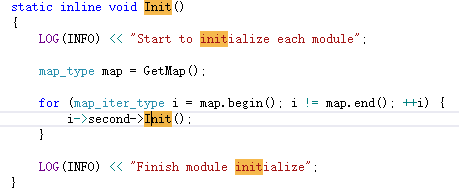 static inline void Init()
{
LOG(INFO) << "Start to initialize each module";
map_type map = GetMap();
for (map_iter_type i = map.begin(); i != map.end(); ++i) {
i->second->Init();
}
LOG(INFO) << "Finish module initialize";
}